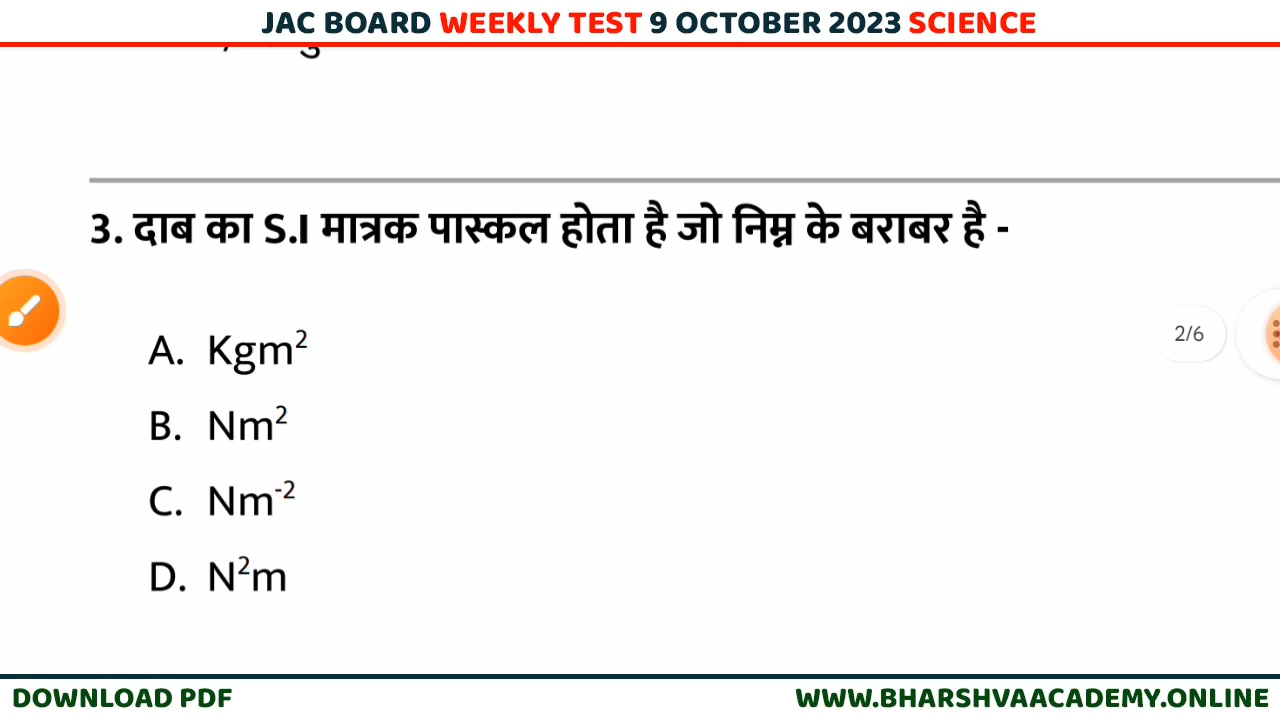 JAC BOARD WEEKLY TEST 9 OCTOBER 2023 SCIENCE
3. दाब का S.I मात्रक पास्कल होता है जो निम्न के बराबर है -
A. Kgm²
2/6
B. Nm²
C. Nm⁻²
D. N²m
DOWNLOAD PDF
WWW.BHARSHVAACADEMY.ONLINE